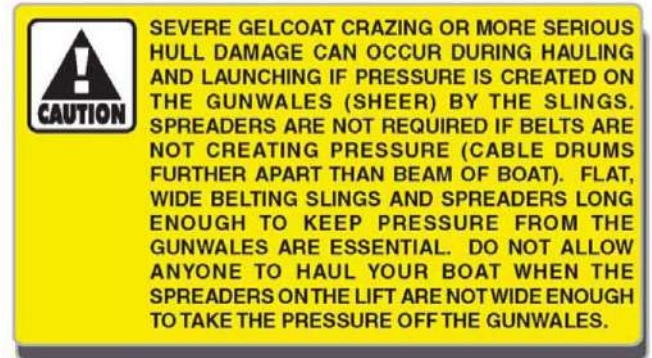 CAUTION
SEVERE GELCOAT CRAZING OR MORE SERIOUS
HULL DAMAGE CAN OCCUR DURING HAULING
AND LAUNCHING IF PRESSURE IS CREATED ON
THE GUNWALES (SHEER) BY THE SLINGS.
SPREADERS ARE NOT REQUIRED IF BELTS ARE
NOT CREATING PRESSURE (CABLE DRUMS
FURTHER APART THAN BEAM OF BOAT). FLAT,
WIDE BELTING SLINGS AND SPREADERS LONG
ENOUGH TO KEEP PRESSURE FROM THE
GUNWALES ARE ESSENTIAL. DO NOT ALLOW
ANYONE TO HAUL YOUR BOAT WHEN THE
SPREADERS ON THE LIFT ARE NOT WIDE ENOUGH
TO TAKE THE PRESSURE OFF THE GUNWALES.